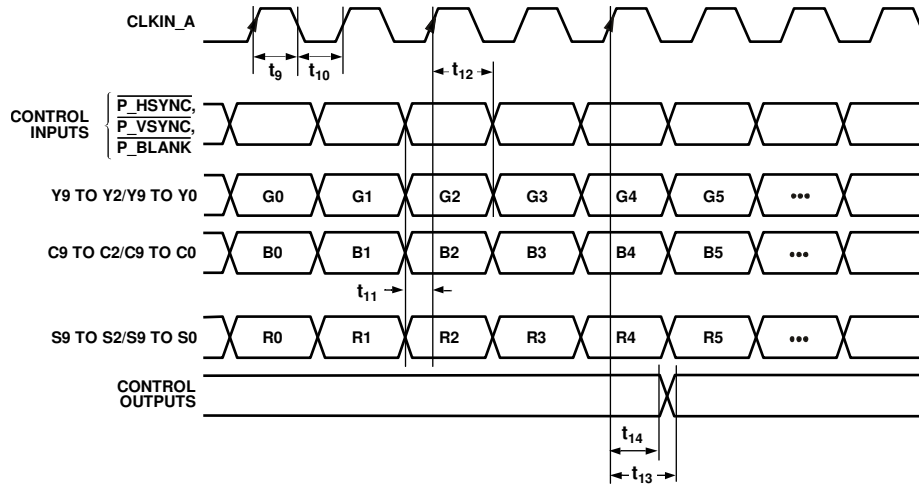 CLKIN_A
t9
t10
t12
CONTROL INPUTS
P_HSYNC,
P_VSYNC,
P_BLANK
Y9 TO Y2/Y9 TO Y0
G0 G1 G2 G3 G4 G5 •••
C9 TO C2/C9 TO C0
B0 B1 B2 B3 B4 B5 •••
t11
S9 TO S2/S9 TO S0
R0 R1 R2 R3 R4 R5 •••
CONTROL
OUTPUTS
t14
t13